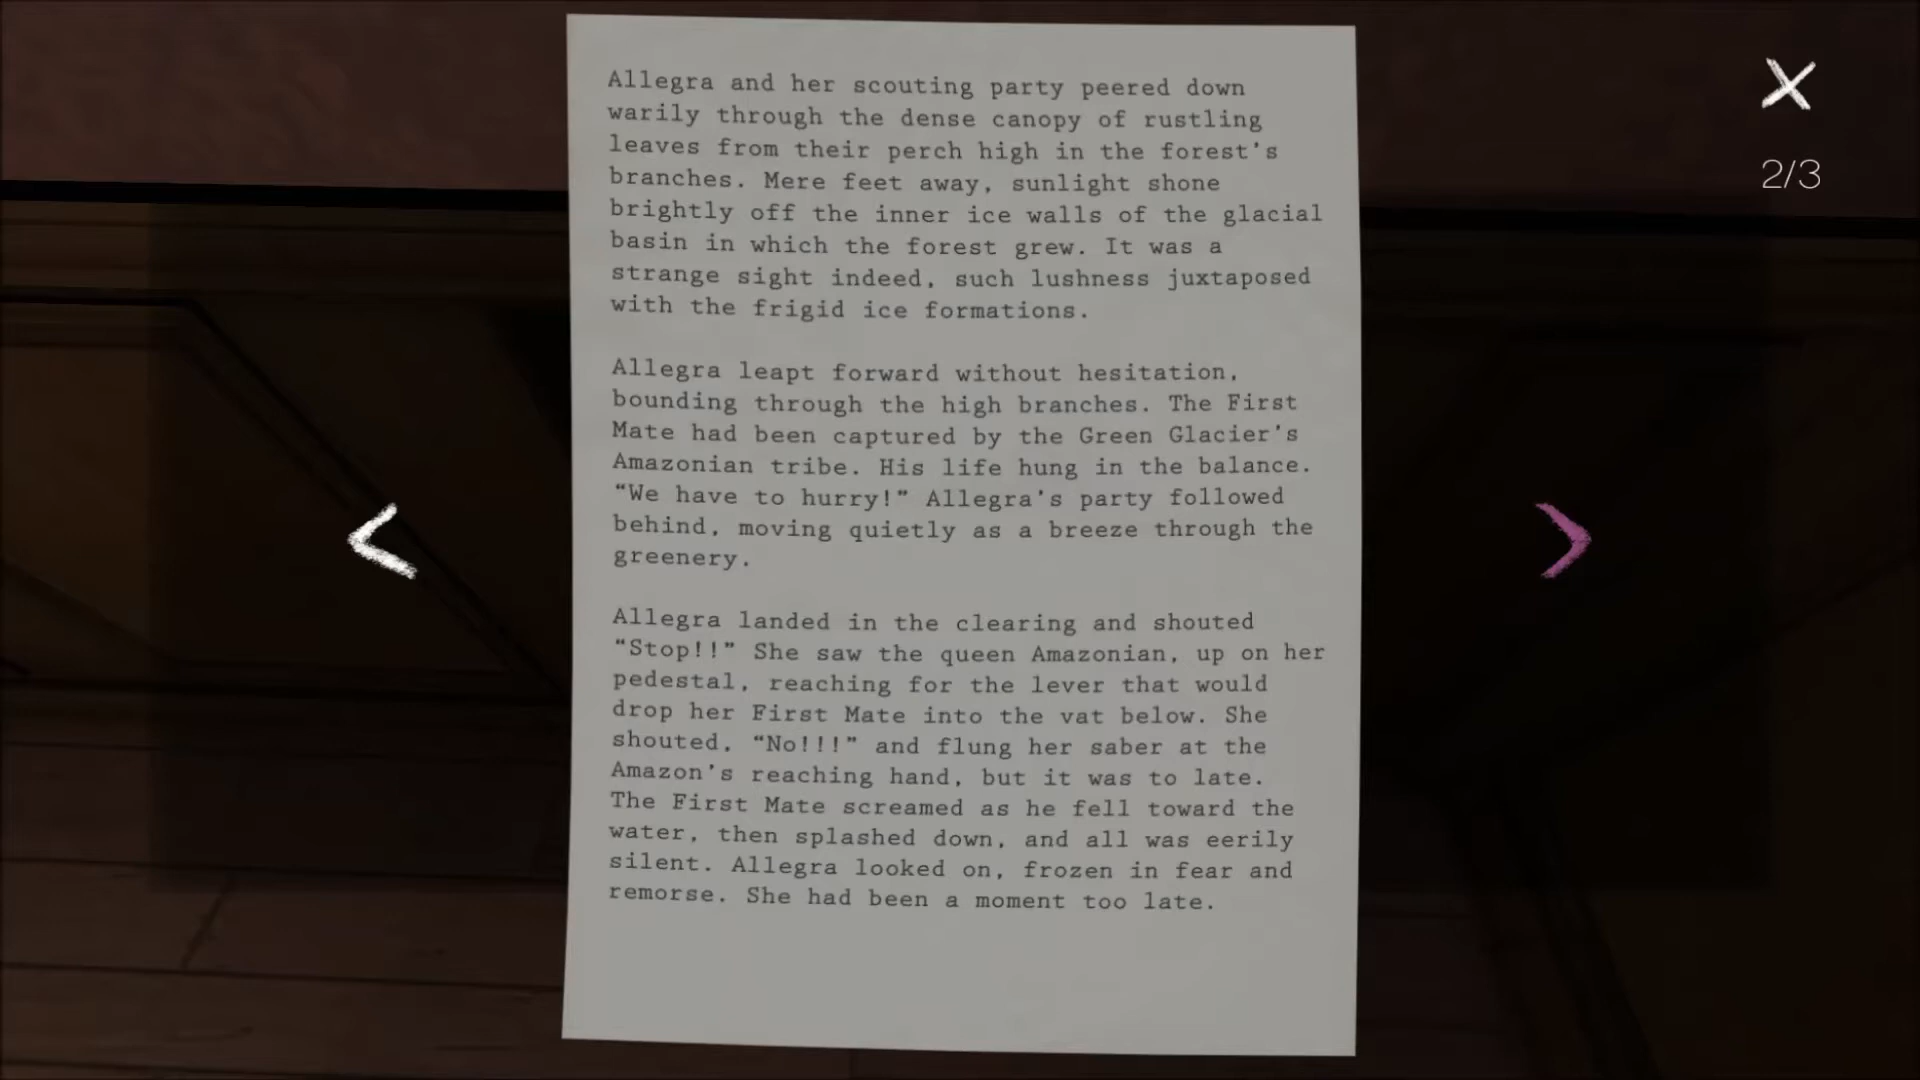 Allegra and her scouting party peered down
warily through the dense canopy of rustling
leaves from their perch high in the forest's
branches. Mere feet away, sunlight shone
brightly off the inner ice walls of the glacial
basin in which the forest grew. It was a
strange sight indeed, such lushness juxtaposed
with the frigid ice formations.
Allegra leapt forward without hesitation,
bounding through the high branches. The First
Mate had been captured by the Green Glacier's
Amazonian tribe. His life hung in the balance.
“We have to hurry!” Allegra's party followed
behind, moving quietly as a breeze through the
greenery.
Allegra landed in the clearing and shouted
“Stop!!” She saw the queen Amazonian, up on her
pedestal, reaching for the lever that would
drop her First Mate into the vat below. She
shouted, “No!!!” and flung her saber at the
Amazon's reaching hand, but it was to late.
The First Mate screamed as he fell toward the
water, then splashed down, and all was eerily
silent. Allegra looked on, frozen in fear and
remorse. She had been a moment too late.
2/3